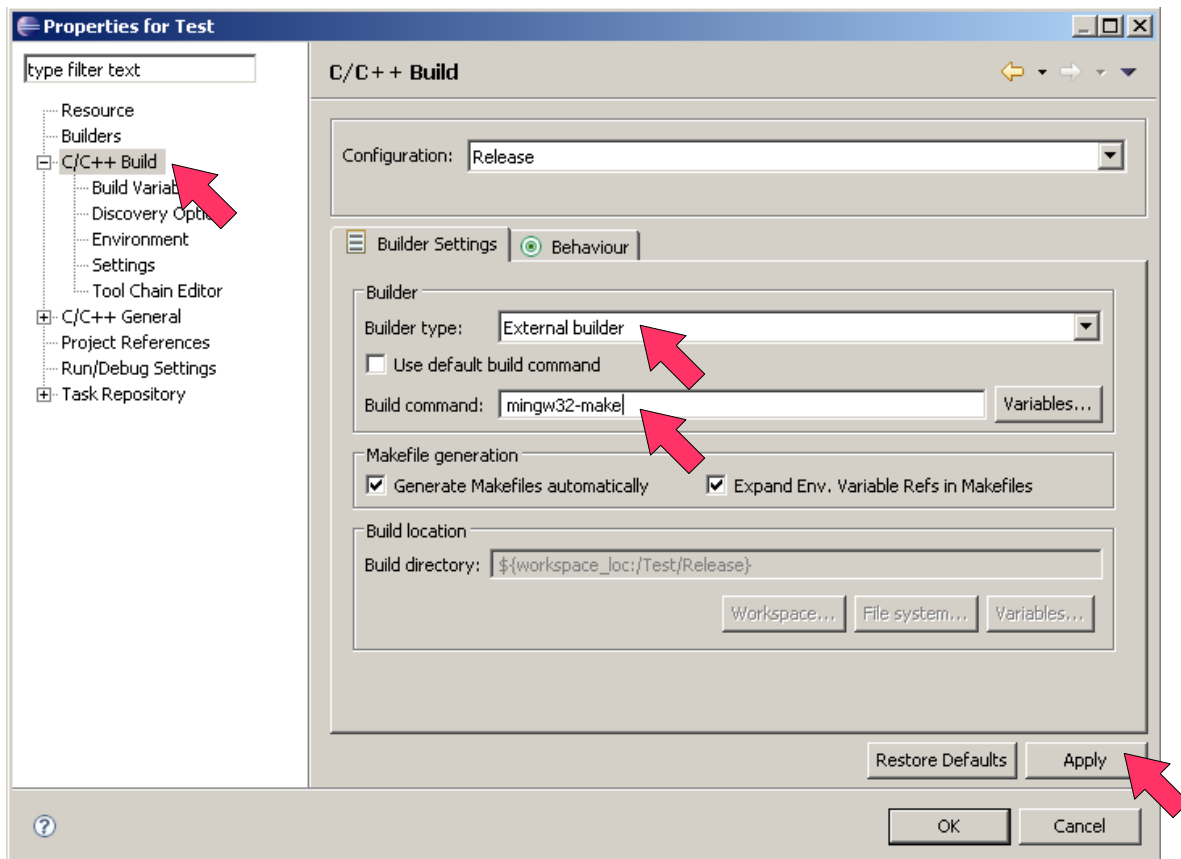 Properties for Test
type filter text
Resource
Builders
C/C++ Build
Build Variab
Discovery Opti
Environment
Settings
Tool Chain Editor
C/C++ General
Project References
Run/Debug Settings
Task Repository
C/C++ Build
Configuration: Release
Builder Settings Behaviour
Builder
Builder type: External builder
Use default build command
Build command: mingw32-make Variables...
Makefile generation
Generate Makefiles automatically Expand Env. Variable Refs in Makefiles
Build location
Build directory: ${workspace_loc:/Test/Release}
Workspace... File system... Variables...
Restore Defaults Apply
? OK Cancel